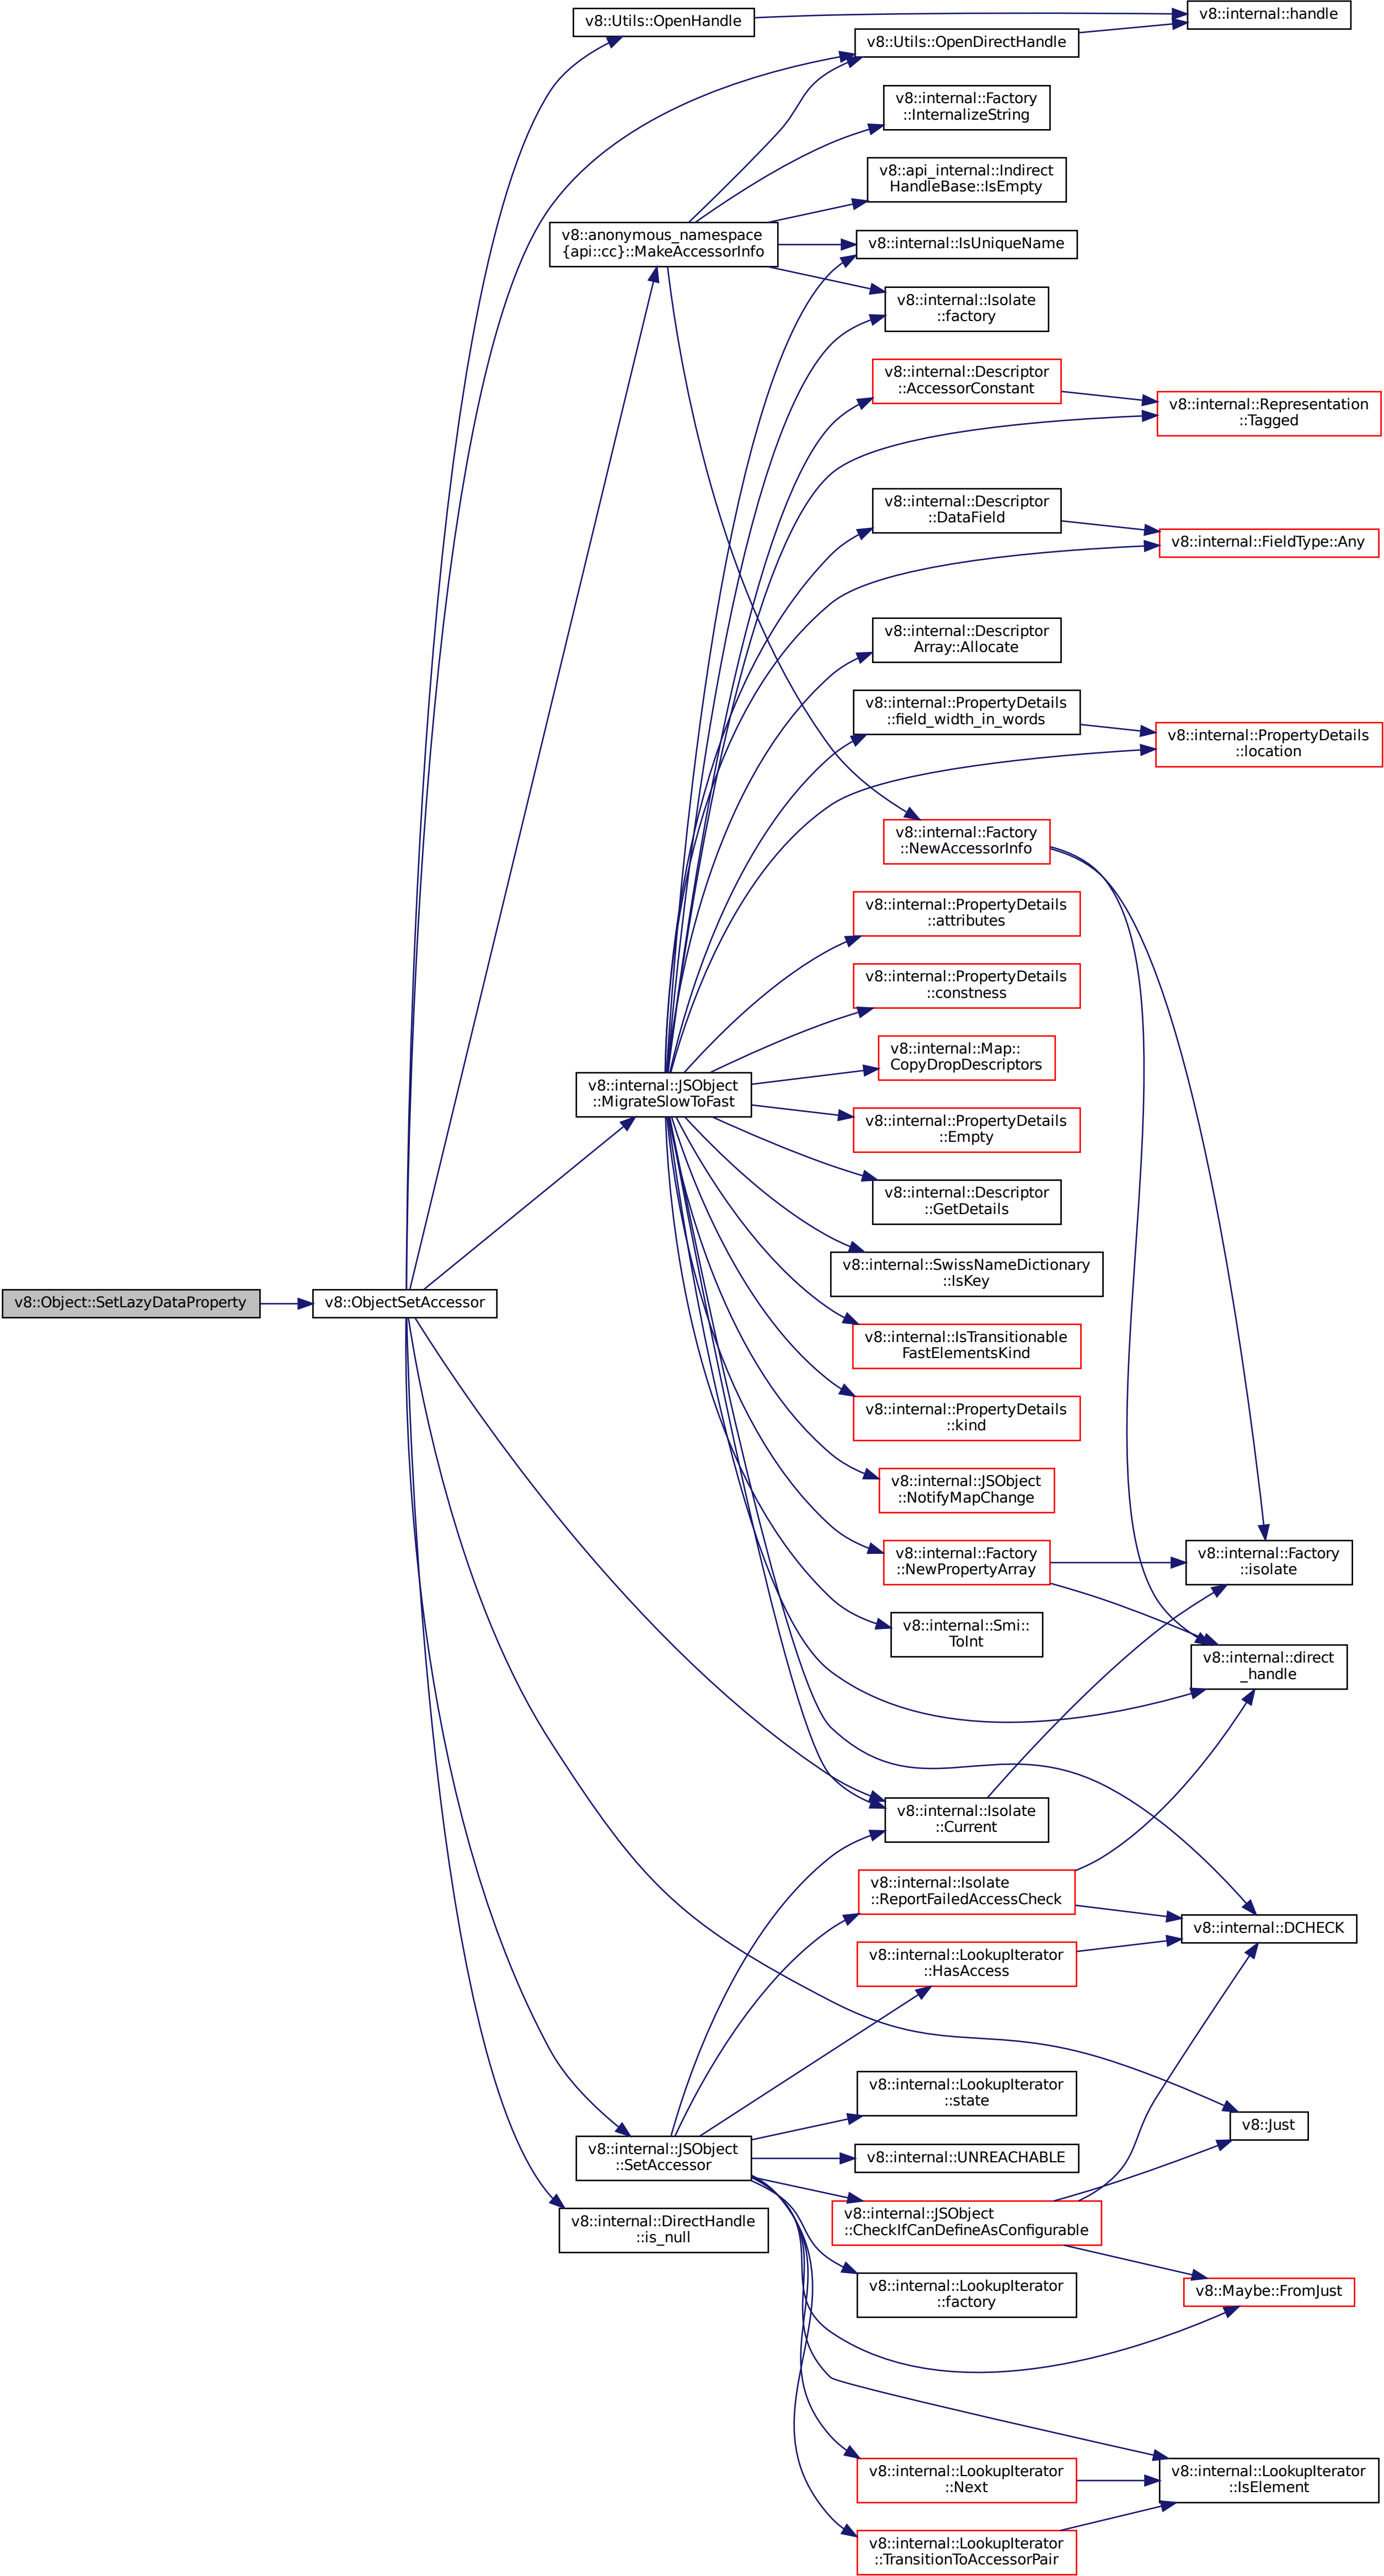 v8::Object::SetLazyDataProperty
v8::ObjectSetAccessor
v8::Utils::OpenHandle
v8::internal::handle
v8::Utils::OpenDirectHandle
v8::anonymous_namespace
{api::cc}::MakeAccessorInfo
v8::internal::Factory
::InternalizeString
v8::api_internal::Indirect
HandleBase::IsEmpty
v8::internal::IsUniqueName
v8::internal::Isolate
::factory
v8::internal::Descriptor
::AccessorConstant
v8::internal::Representation
::Tagged
v8::internal::Descriptor
::DataField
v8::internal::FieldType::Any
v8::internal::Descriptor
Array::Allocate
v8::internal::PropertyDetails
::field_width_in_words
v8::internal::PropertyDetails
::location
v8::internal::Factory
::NewAccessorInfo
v8::internal::PropertyDetails
::attributes
v8::internal::PropertyDetails
::constness
v8::internal::Map::
CopyDropDescriptors
v8::internal::JSObject
::MigrateSlowToFast
v8::internal::PropertyDetails
::Empty
v8::internal::Descriptor
::GetDetails
v8::internal::SwissNameDictionary
::IsKey
v8::internal::IsTransitionable
FastElementsKind
v8::internal::PropertyDetails
::kind
v8::internal::JSObject
::NotifyMapChange
v8::internal::Factory
::NewPropertyArray
v8::internal::Factory
::isolate
v8::internal::Smi::
ToInt
v8::internal::direct
_handle
v8::internal::Isolate
::Current
v8::internal::Isolate
::ReportFailedAccessCheck
v8::internal::DCHECK
v8::internal::LookupIterator
::HasAccess
v8::internal::LookupIterator
::state
v8::Just
v8::internal::JSObject
::SetAccessor
v8::internal::UNREACHABLE
v8::internal::JSObject
::CheckIfCanDefineAsConfigurable
v8::internal::DirectHandle
::is_null
v8::internal::LookupIterator
::factory
v8::Maybe::FromJust
v8::internal::LookupIterator
::Next
v8::internal::LookupIterator
::IsElement
v8::internal::LookupIterator
::TransitionToAccessorPair